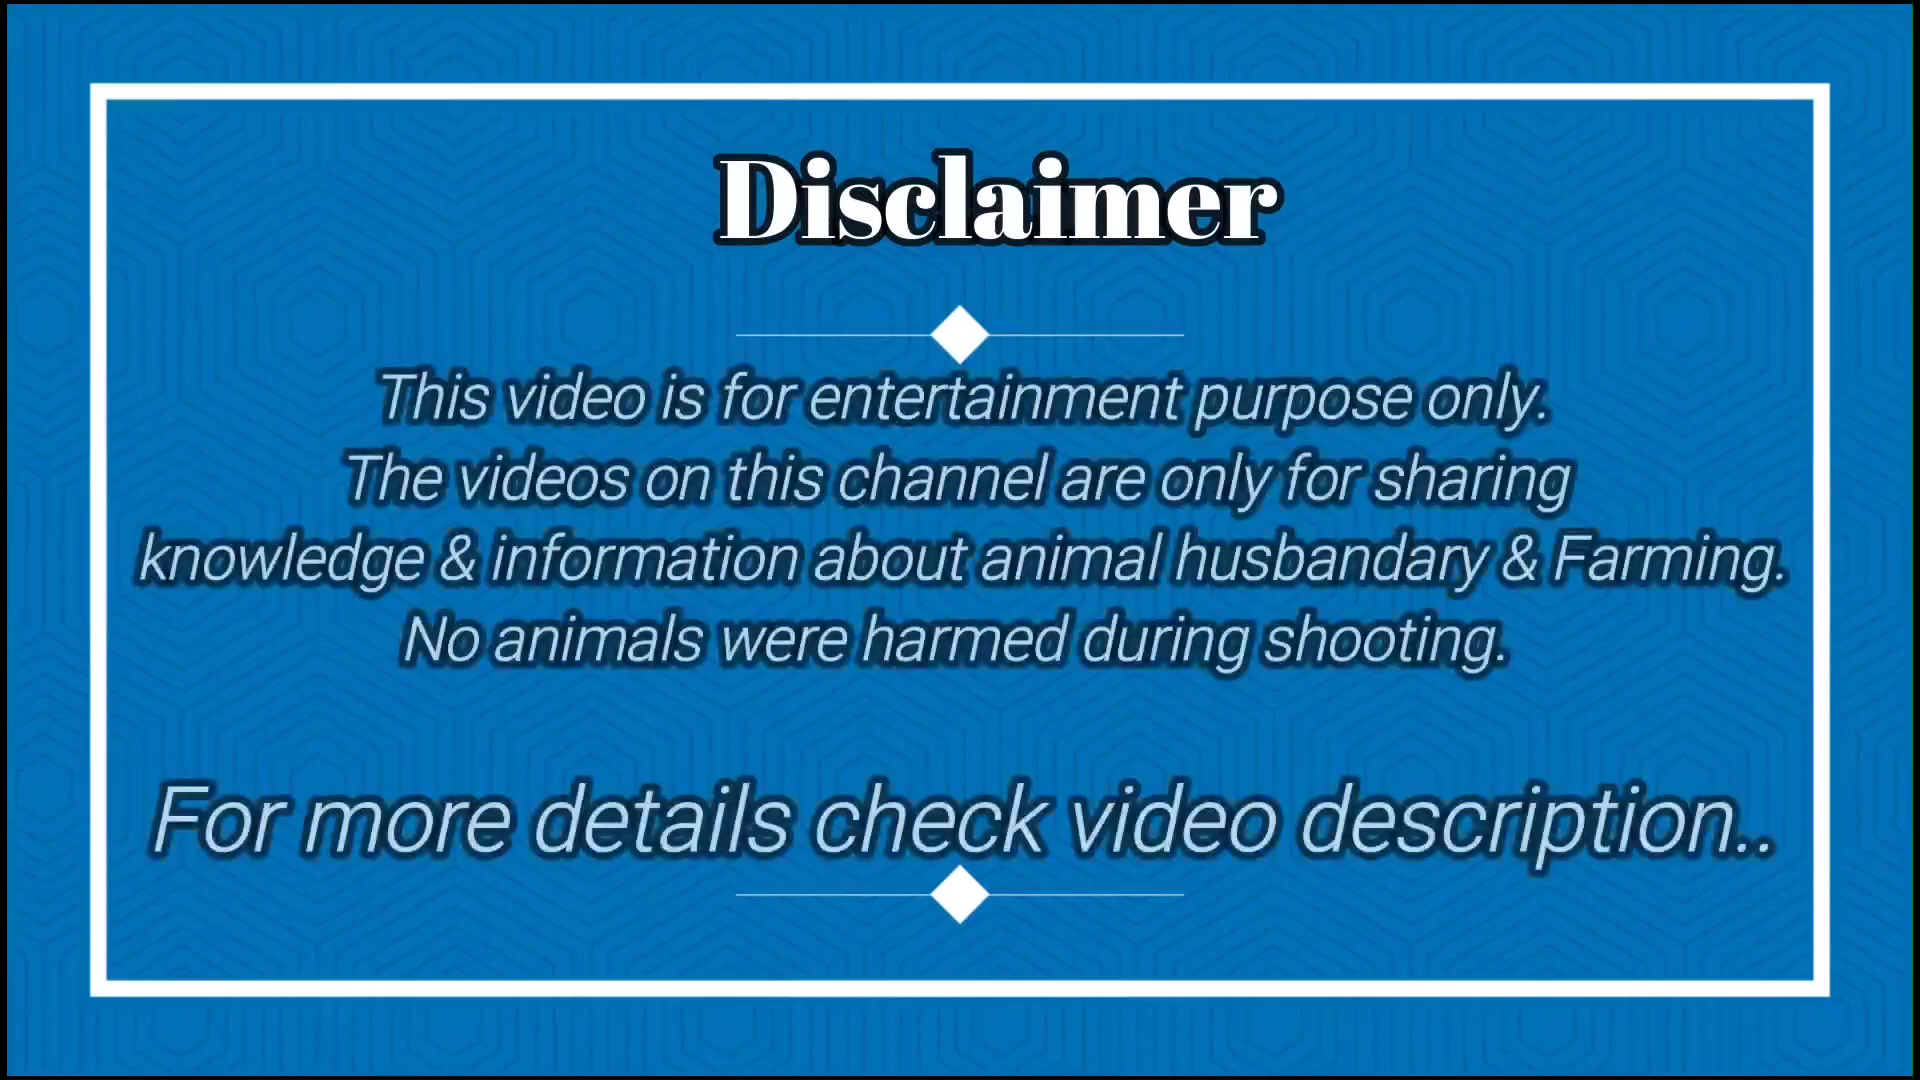 Disclaimer
This video is for entertainment purpose only.
The videos on this channel are only for sharing
knowledge & information about animal husbandary & Farming.
No animals were harmed during shooting.
For more details check video description..